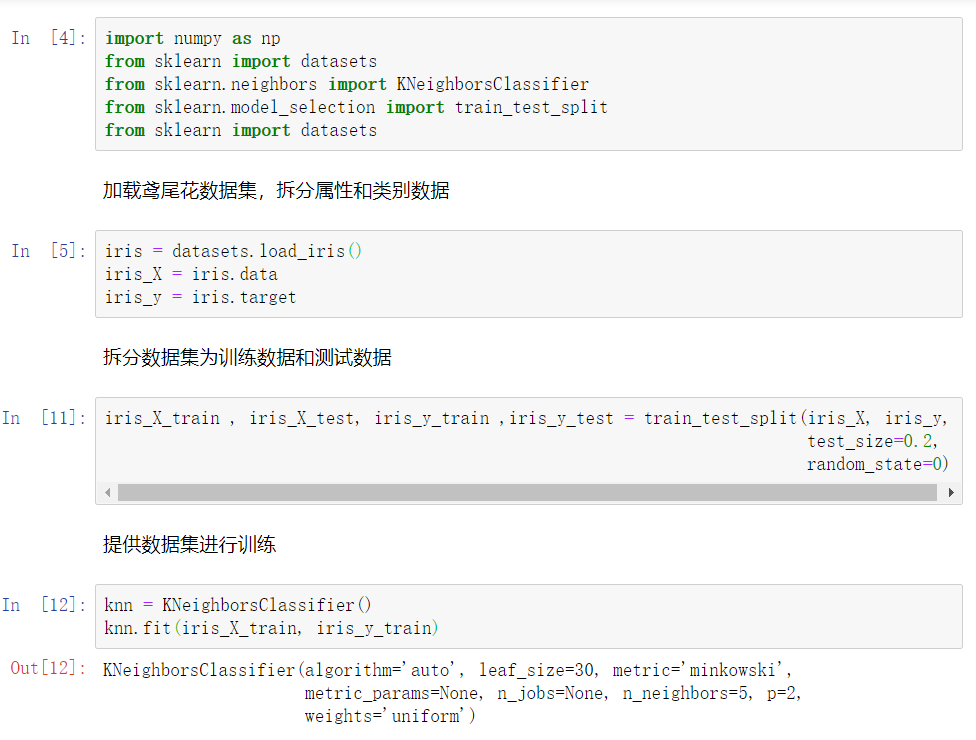 In [4]: import numpy as np
from sklearn import datasets
from sklearn.neighbors import KNeighborsClassifier
from sklearn.model_selection import train_test_split
from sklearn import datasets
加载鸢尾花数据集，拆分属性和类别数据
In [5]: iris = datasets.load_iris()
iris_X = iris.data
iris_y = iris.target
拆分数据集为训练数据和测试数据
In [11]: iris_X_train , iris_X_test, iris_y_train ,iris_y_test = train_test_split(iris_X, iris_y,
test_size=0.2,
random_state=0)
提供数据集进行训练
In [12]: knn = KNeighborsClassifier()
knn.fit(iris_X_train, iris_y_train)
Out[12]: KNeighborsClassifier(algorithm='auto', leaf_size=30, metric='minkowski',
metric_params=None, n_jobs=None, n_neighbors=5, p=2,
weights='uniform')